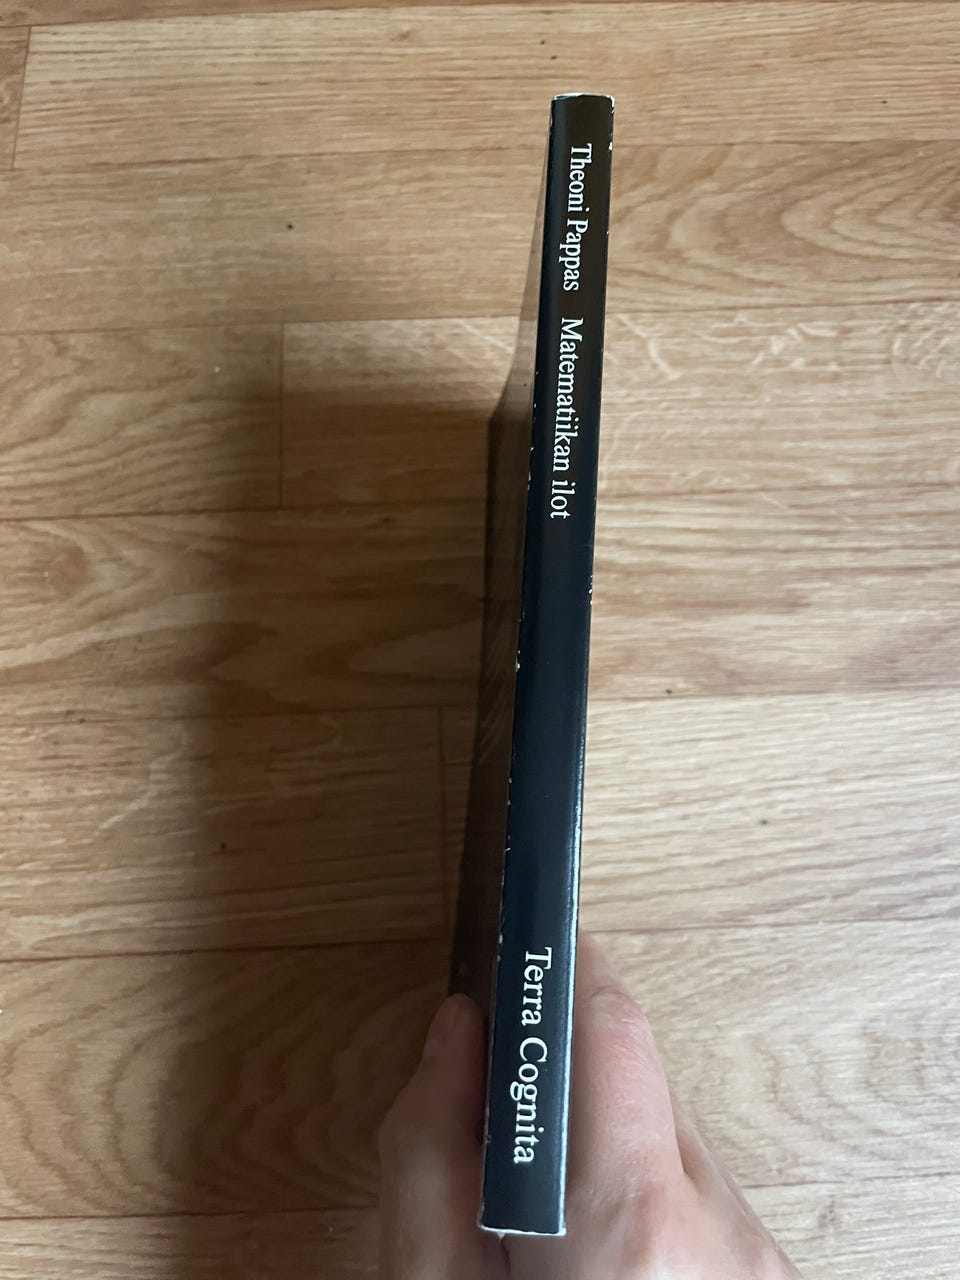 Theoni Pappas Matematiikan ilot
Terra Cognita